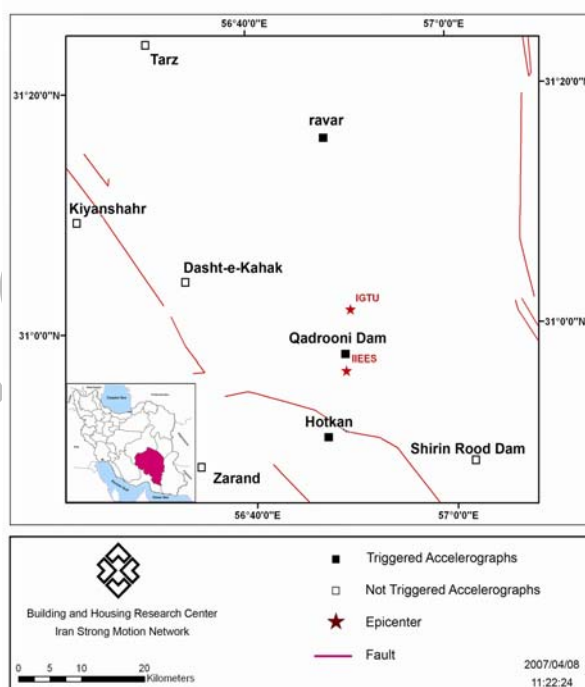 56°40'0"E
57°0'0"E
Tarz
31°20'0"N
31°20'0"N
ravar
Kiyanshahr
Dasht-e-Kahak
IGTU
31°0'0"N
Qadrooni Dam
31°0'0"N
IIEES
Hotkan
Shirin Rood Dam
Zarand
56°40'0"E
57°0'0"E
Triggered Accelerographs
Not Triggered Accelerographs
Building and Housing Research Center
Iran Strong Motion Network
Epicenter
Fault
0 5 10 20
Kilometers
2007/04/08
11:22:24